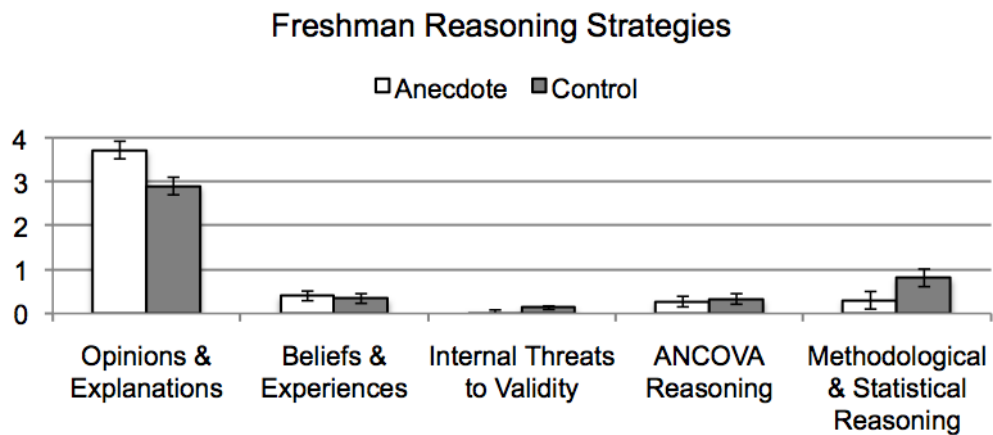 Freshman Reasoning Strategies
Anecdote Control
4
3
2
1
0
Opinions & Explanations
Beliefs & Experiences
Internal Threats to Validity
ANCOVA Reasoning
Methodological & Statistical Reasoning